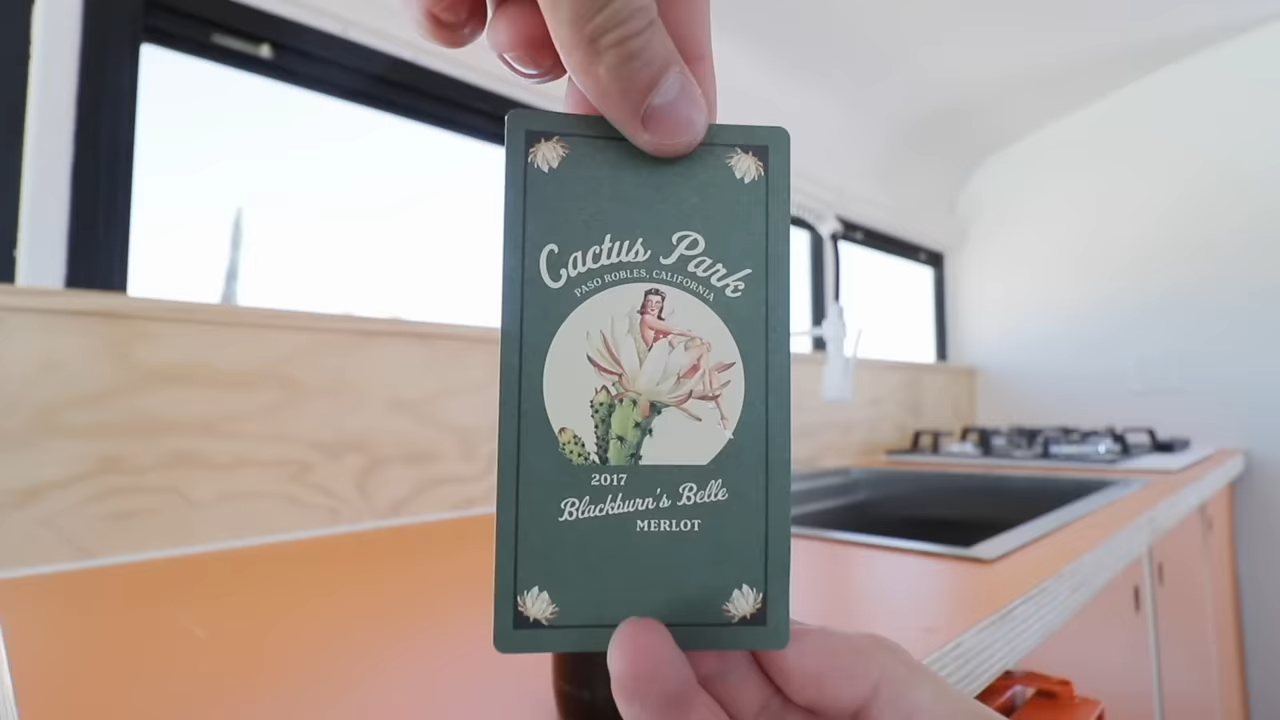 Cactus Park
PASO ROBLES, CALIFORNIA
2017
Blackburn's Belle
MERLOT